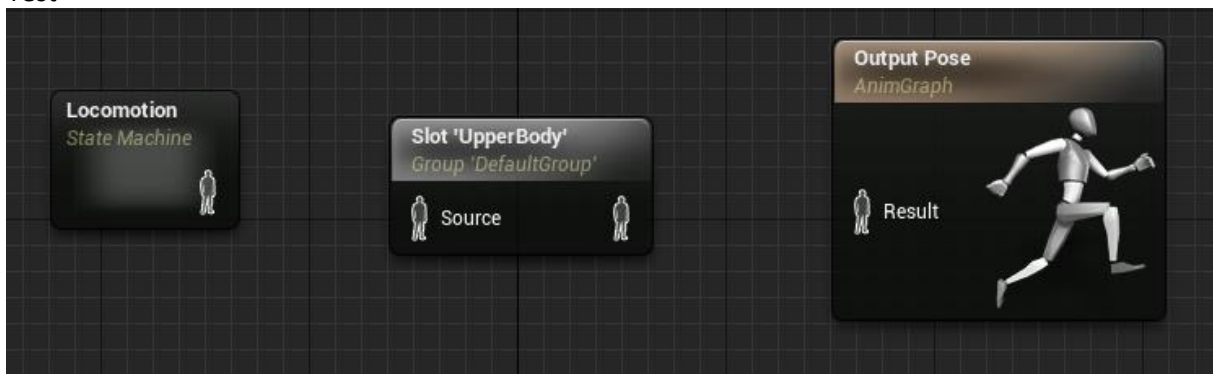 Locomotion
State Machine
Slot 'UpperBody'
Group 'DefaultGroup'
Source
Output Pose
AnimGraph
Result